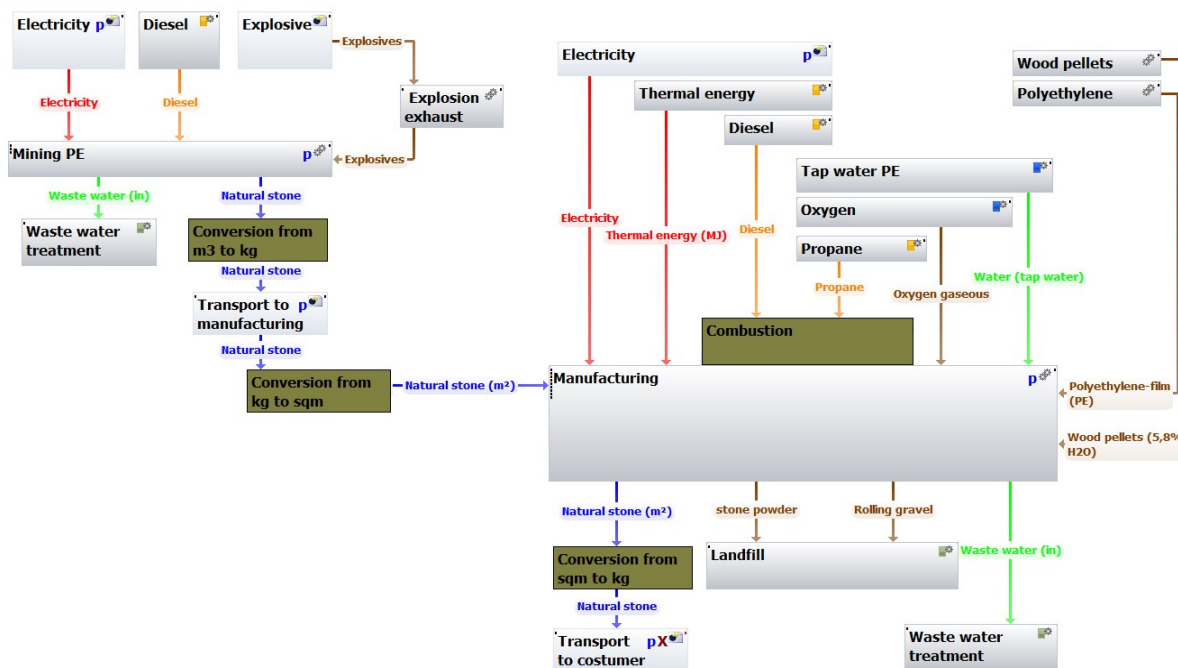 Electricity p
Diesel
Explosive
Explosives
Electricity
Diesel
Explosion
exhaust
Explosives
Mining PE p
Waste water (in)
Natural stone
Waste water
treatment
Conversion from
m3 to kg
Natural stone
Transport to p
manufacturing
Natural stone
Conversion from
kg to sqm
Natural stone (m²)
Electricity p
Thermal energy
Diesel
Wood pellets
Polyethylene
Tap water PE
Oxygen
Propane
Electricity
Thermal energy (MJ)
Diesel
Propane
Oxygen gaseous
Water (tap water)
Combustion
Manufacturing p
Polyethylene-film
(PE)
Wood pellets (5,8%
H2O)
Natural stone (m²)
stone powder
Rolling gravel
Waste water (in)
Conversion from
sqm to kg
Landfill
Natural stone
Transport pX
to costumer
Waste water
treatment